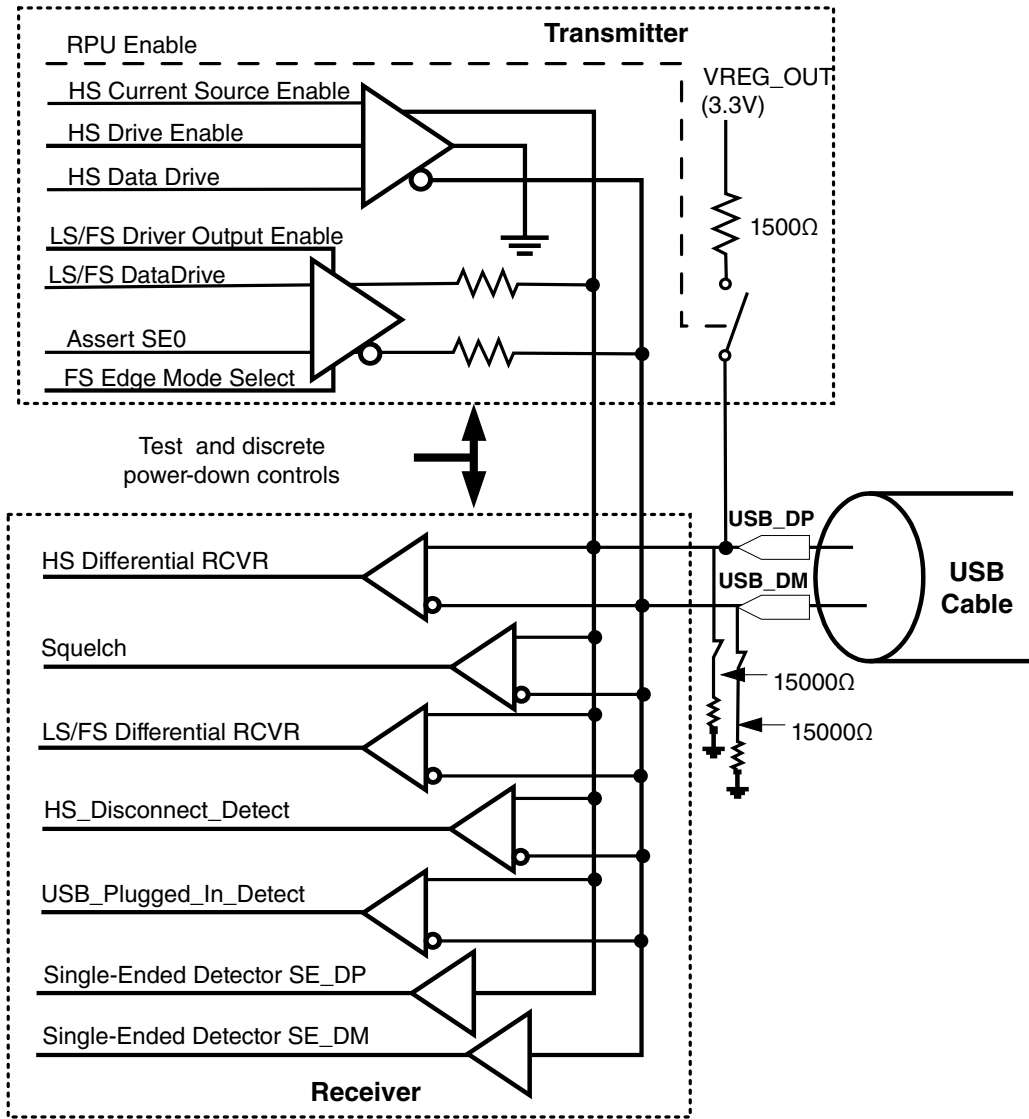 Transmitter
RPU Enable
VREG_OUT
(3.3V)
HS Current Source Enable
HS Drive Enable
HS Data Drive
1500Ω
LS/FS Driver Output Enable
LS/FS DataDrive
Assert SE0
FS Edge Mode Select
Test and discrete
power-down controls
USB_DP
HS Differential RCVR
USB_DM
USB
Cable
Squelch
15000Ω
LS/FS Differential RCVR
15000Ω
HS_Disconnect_Detect
USB_Plugged_In_Detect
Single-Ended Detector SE_DP
Single-Ended Detector SE_DM
Receiver